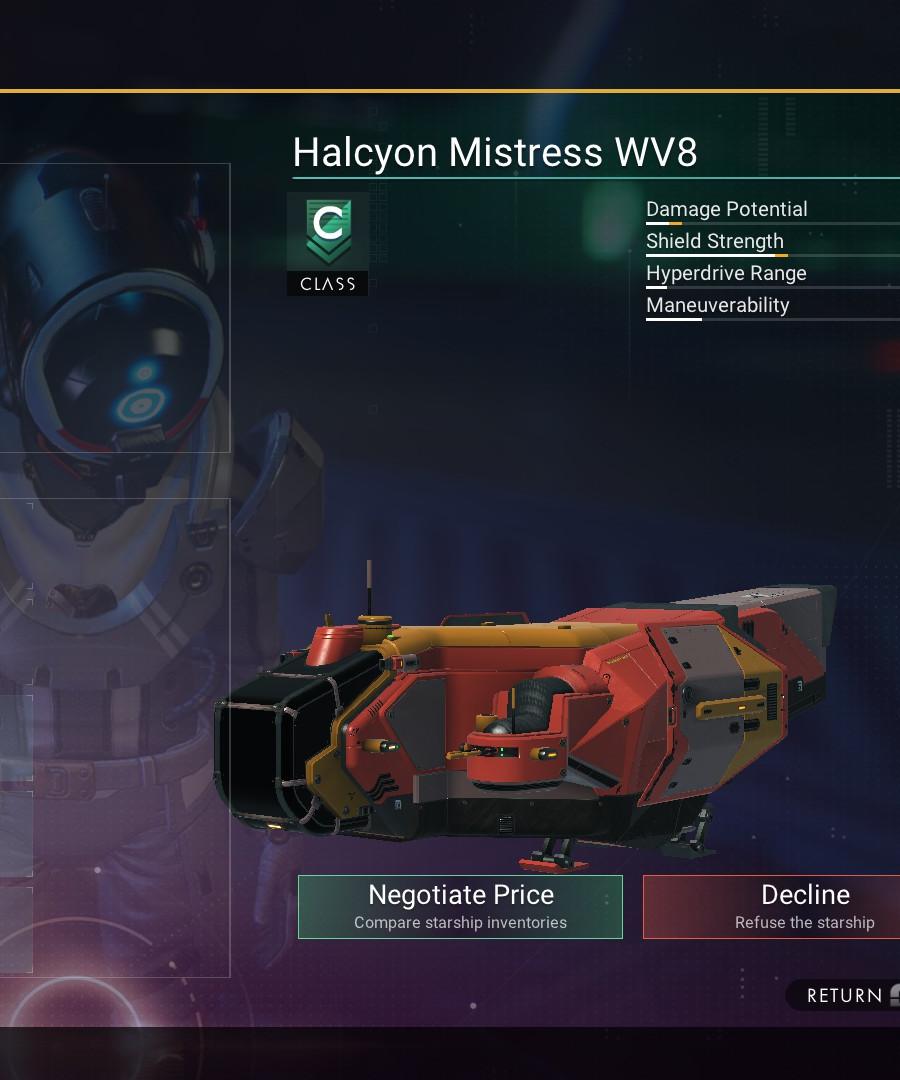 Halcyon Mistress WV8
C
CLASS
Damage Potential
Shield Strength
Hyperdrive Range
Maneuverability
Negotiate Price
Compare starship inventories
Decline
Refuse the starship
RETURN